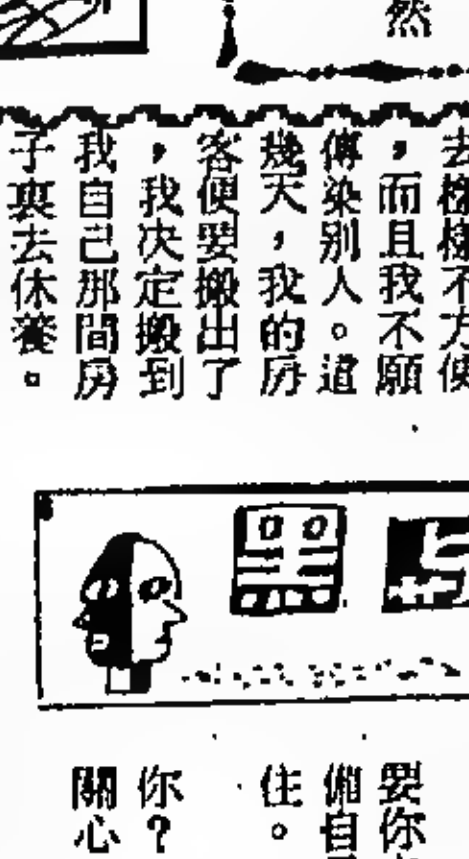 然
去樣樣不方便
，而且我不願
傳染別人。這
幾天，我的房
客便要搬出了
，我决定搬到
我自己那間房
子裏去休養。
要你
備自
住。
你？
關心